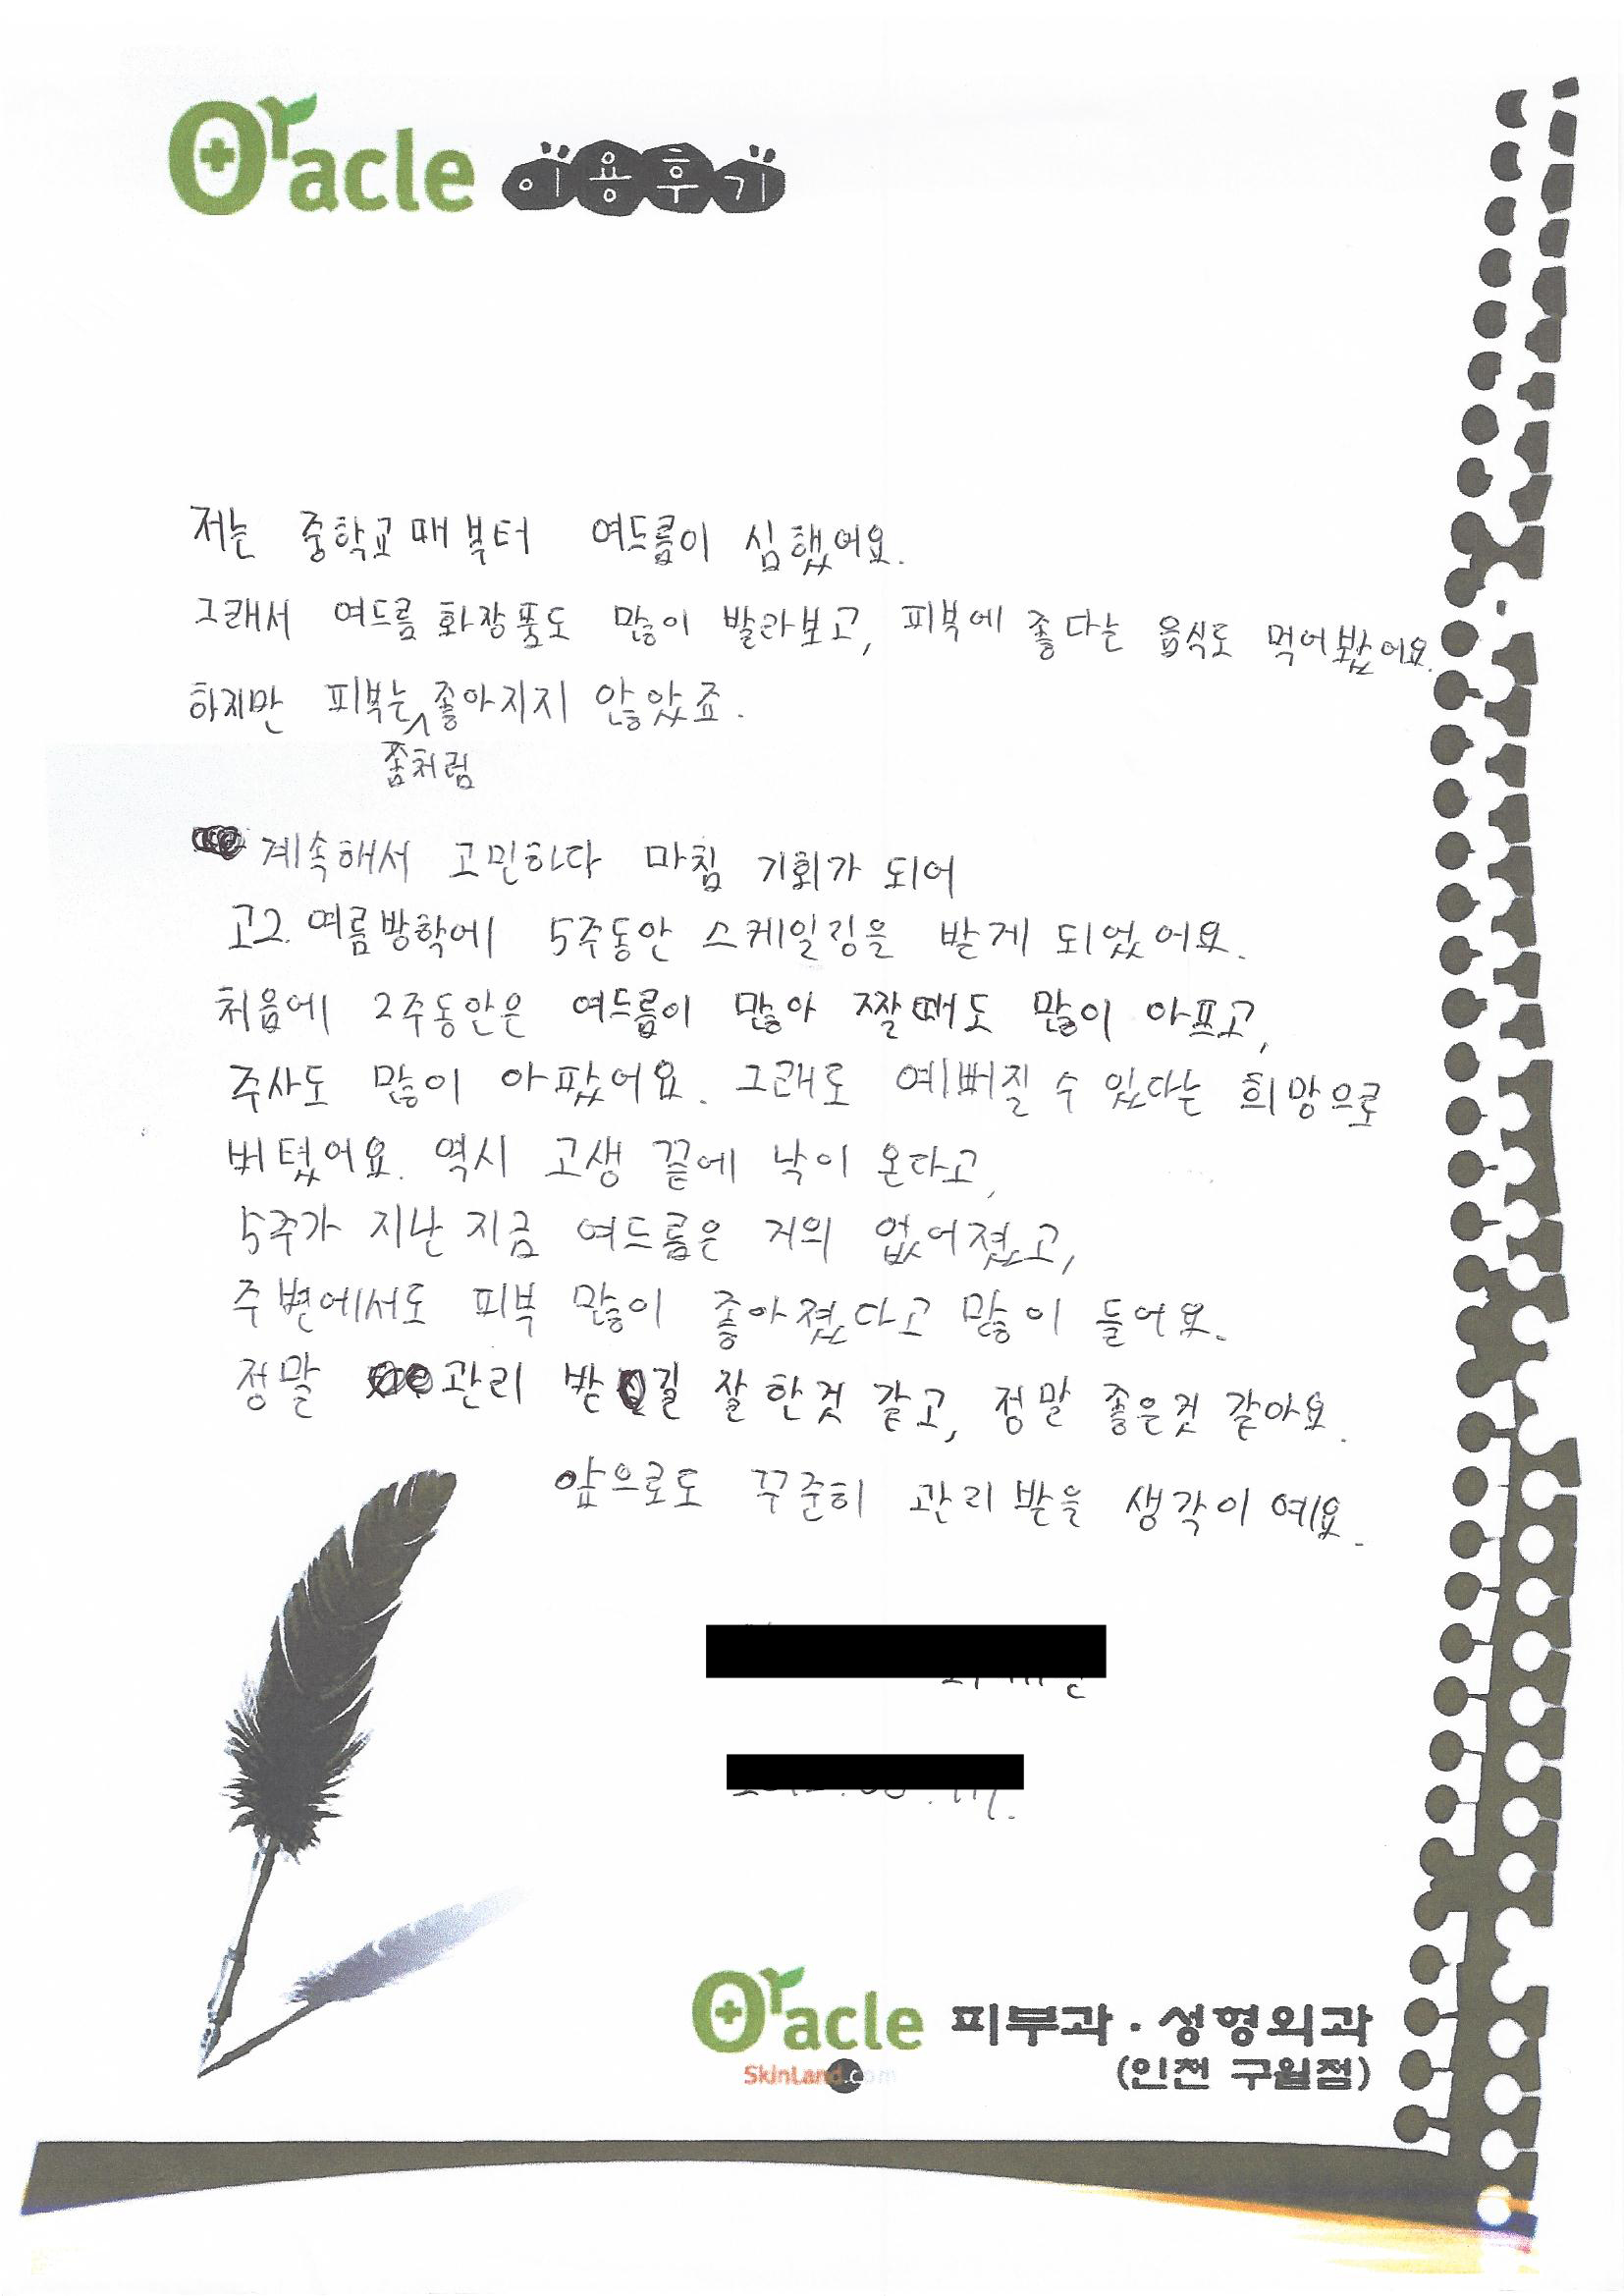 Oracle 이용후기
저는 중학교때부터 여드름이 심했어요.
그래서 여드름 화장품도 많이 발라보고, 피부에 좋다는 음식도 먹어봤어요.
하지만 피부는 좋아지지 않았죠.
좀처럼
계속해서 고민하다 마침 기회가 되어
고2 여름방학에 5주동안 스케일링을 받게 되었어요.
처음에 2주동안은 여드름이 많아 짤때도 많이 아프고,
주사도 많이 아팠어요. 그래도 예뻐질 수 있다는 희망으로
버텼어요. 역시 고생 끝에 낙이 온다고,
5주가 지난 지금 여드름은 거의 없어졌고,
주변에서도 피부 많이 좋아졌다고 많이 들어요.
정말 관리 받길 잘 한것 같고, 정말 좋은것 같아요.
앞으로도 꾸준히 관리 받을 생각이예요.
Oracle 피부과 · 성형외과
SkinLand.com
(인천 구월점)